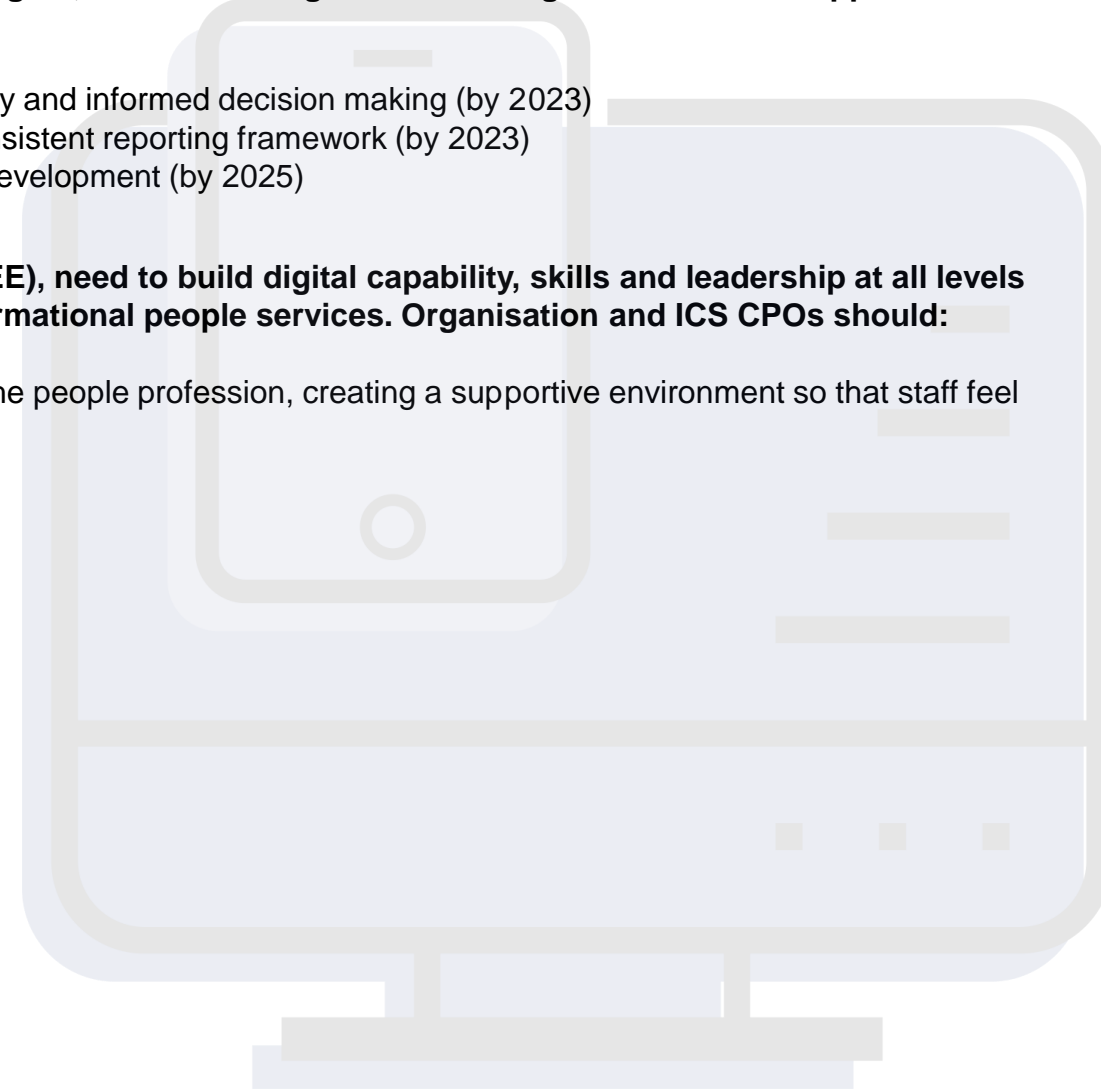 y and informed decision making (by 2023)
sistent reporting framework (by 2023)
evelopment (by 2025)
EE), need to build digital capability, skills and leadership at all levels
rmational people services. Organisation and ICS CPOs should:
he people profession, creating a supportive environment so that staff feel